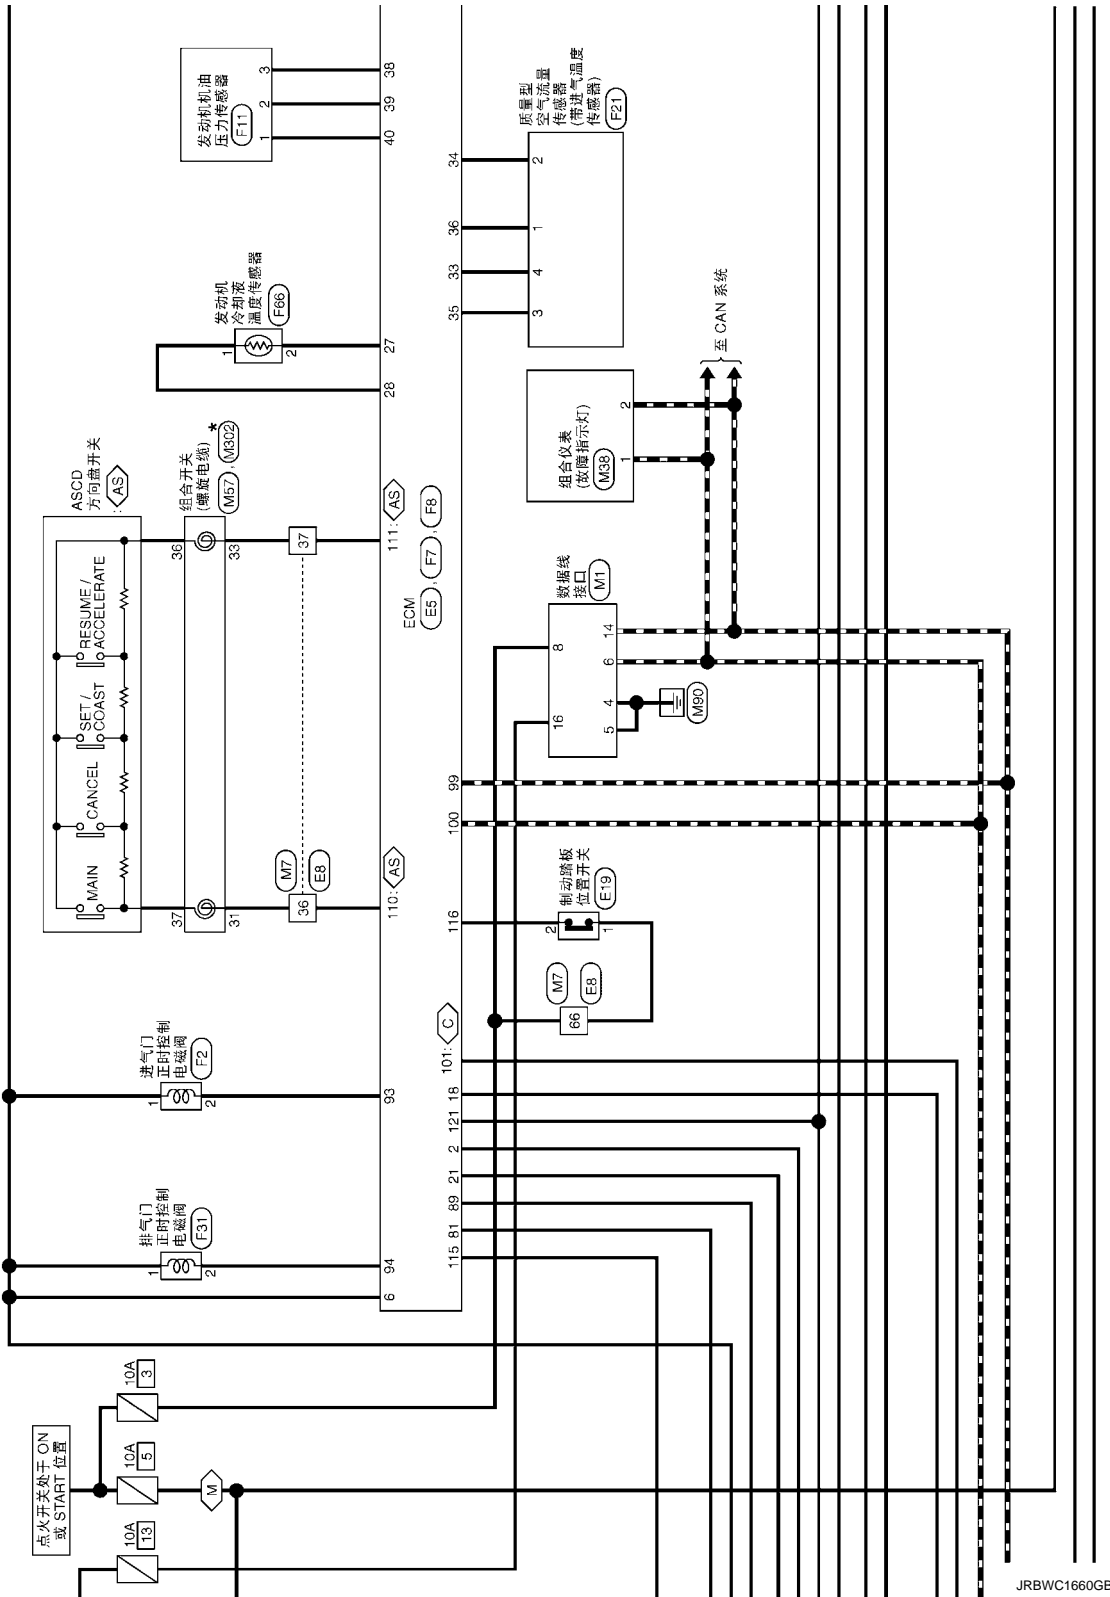 发动机机油
压力传感器
F11
3
2
1
38
39
40
质量型
空气流量
传感器
(带进气温度
传感器)
F21
34
36
33
35
2
1
4
3
发动机
冷却液
温度传感器
F66
1
2
27
28
至 CAN 系统
组合仪表
(故障指示灯)
M38
2
1
ASCD
方向盘开关
: AS
RESUME /
ACCELERATE
SET /
COAST
CANCEL
MAIN
组合开关
(螺旋电缆)
M57 , M302 *
36
33
37
111: AS
37
31
M7
E8
36
110: AS
ECM
E5 , F7 , F8
数据线
接口
M1
8
16
14
6
4
5
M90
99
100
制动踏板
位置开关
E19
116
2
1
M7
E8
66
101: C
18
121
2
21
89
81
115
进气门
正时控制
电磁阀
F2
1
2
93
排气门
正时控制
电磁阀
F31
1
2
94
6
点火开关处于 ON
或 START 位置
10A
3
10A
5
M
10A
13
JRBWC1660GB